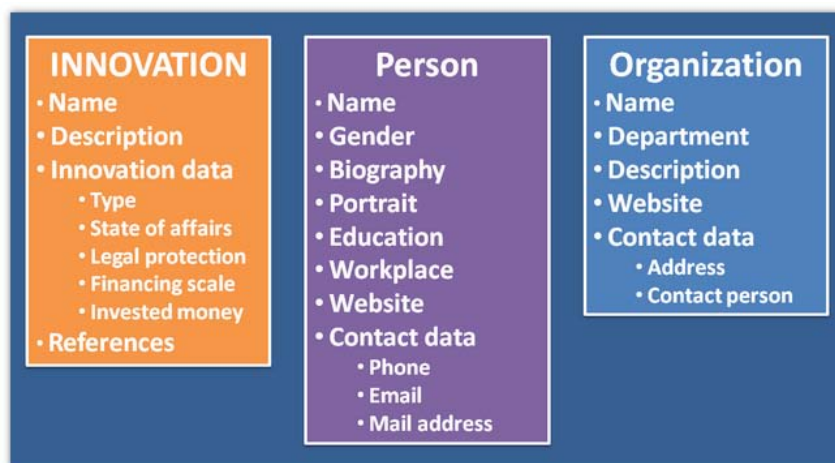 INNOVATION
• Name
• Description
• Innovation data
• Type
• State of affairs
• Legal protection
• Financing scale
• Invested money
• References
Person
• Name
• Gender
• Biography
• Portrait
• Education
• Workplace
• Website
• Contact data
• Phone
• Email
• Mail address
Organization
• Name
• Department
• Description
• Website
• Contact data
• Address
• Contact person